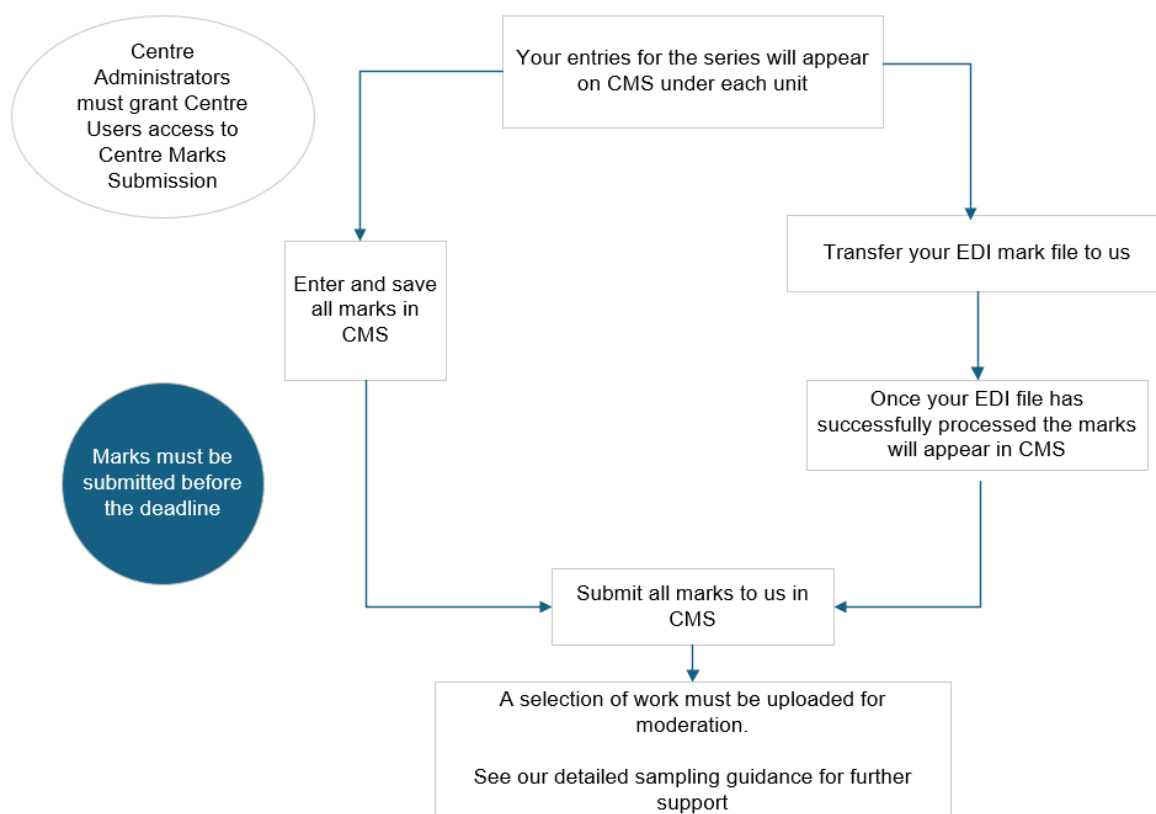 Centre
Administrators
must grant Centre
Users access to
Centre Marks
Submission
Your entries for the series will appear
on CMS under each unit
Transfer your EDI mark file to us
Enter and save
all marks in
CMS
Once your EDI file has
successfully processed the marks
will appear in CMS
Marks must be
submitted before
the deadline
Submit all marks to us in
CMS
A selection of work must be uploaded for
moderation.
See our detailed sampling guidance for further
support